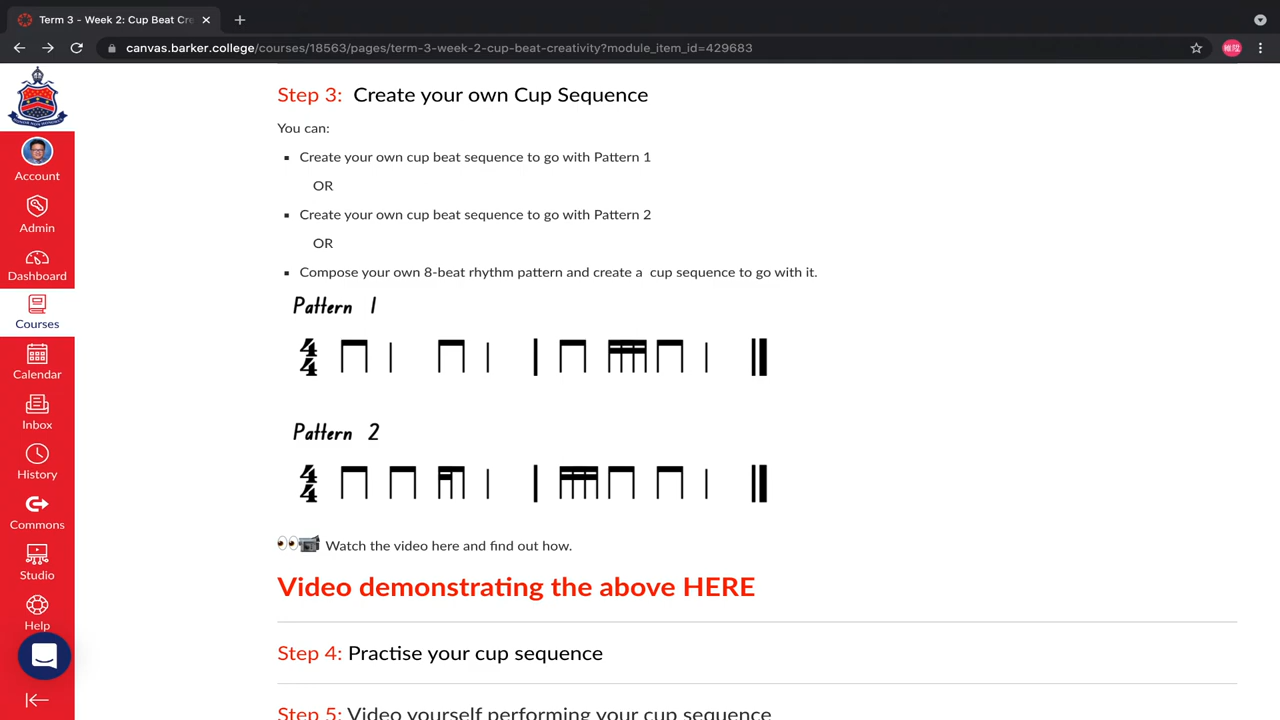 Term 3 - Week 2: Cup Beat Cre
canvas.barker.college/courses/18563/pages/term-3-week-2-cup-beat-creativity?module_item_id=429683
Account
Admin
Dashboard
Courses
Calendar
Inbox
History
Commons
Studio
Help
Step 3: Create your own Cup Sequence
You can:
Create your own cup beat sequence to go with Pattern 1
OR
Create your own cup beat sequence to go with Pattern 2
OR
Compose your own 8-beat rhythm pattern and create a cup sequence to go with it.
Pattern 1
4
4
Pattern 2
4
4
Watch the video here and find out how.
Video demonstrating the above HERE
Step 4: Practise your cup sequence
Step 5: Video yourself performing your cup sequence